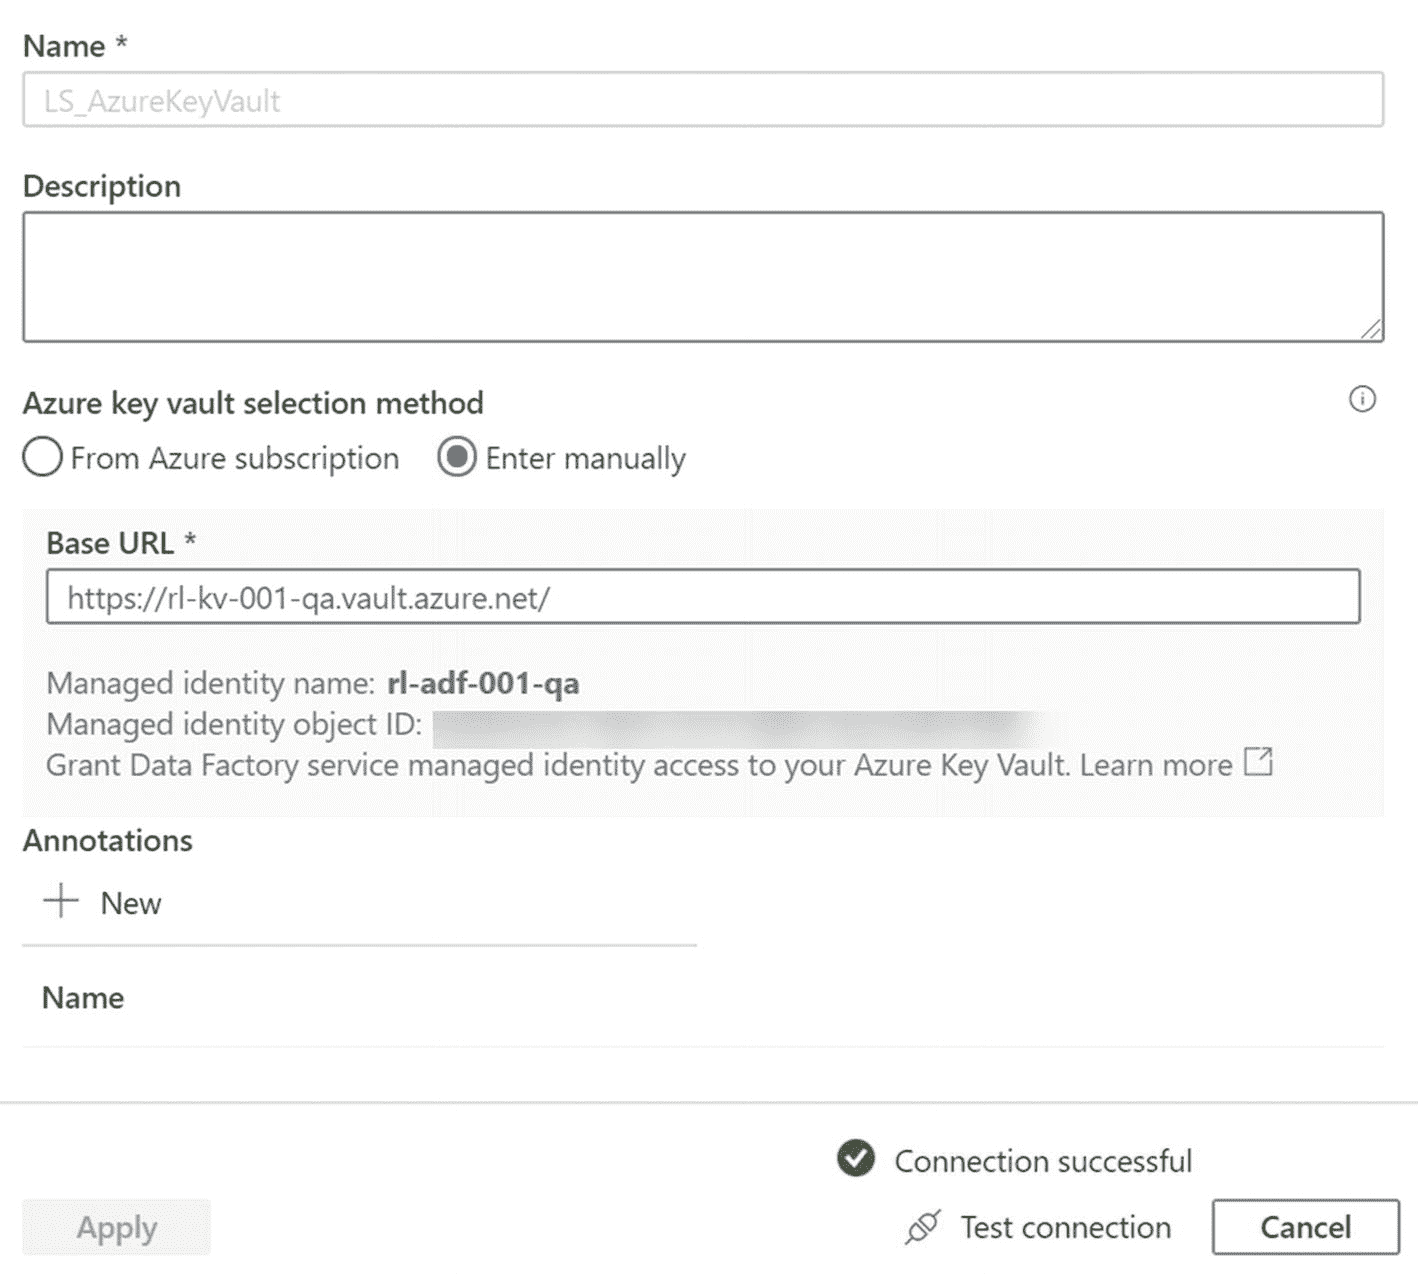 Name *
LS_AzureKeyVault
Description
Azure key vault selection method
From Azure subscription Enter manually
Base URL *
https://rl-kv-001-qa.vault.azure.net/
Managed identity name: rl-adf-001-qa
Managed identity object ID:
Grant Data Factory service managed identity access to your Azure Key Vault. Learn more
Annotations
New
Name
Connection successful
Apply Test connection Cancel